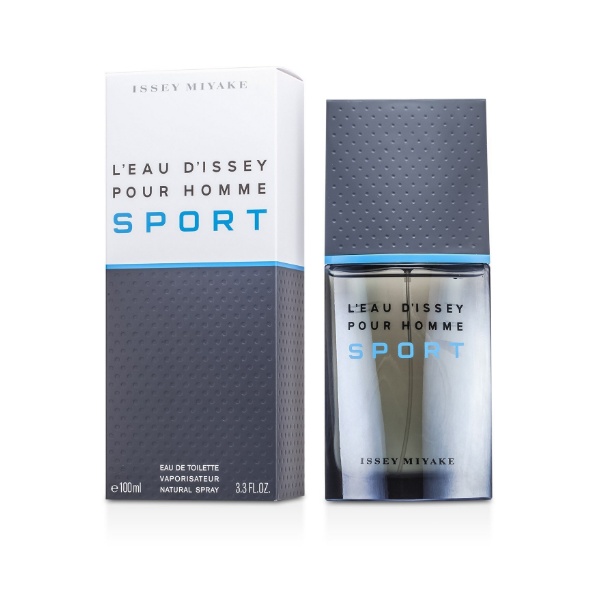 ISSEY MIYAKE
L'EAU D'ISSEY
POUR HOMME
SPORT
EAU DE TOILETTE
VAPORISATEUR
℮100ml NATURAL SPRAY 3.3 FL.OZ.
L'EAU D'ISSEY
POUR HOMME
SPORT
ISSEY MIYAKE